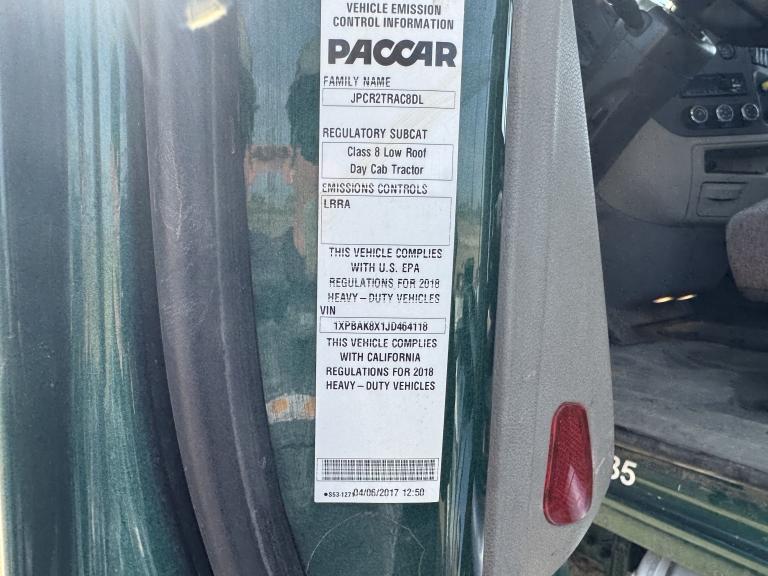 VEHICLE EMISSION
CONTROL INFORMATION
PACCAR
FAMILY NAME
JPCR2TRAC8DL
REGULATORY SUBCAT
Class 8 Low Roof
Day Cab Tractor
EMISSIONS CONTROLS
LRRA
THIS VEHICLE COMPLIES
WITH U.S. EPA
REGULATIONS FOR 2018
HEAVY-DUTY VEHICLES
VIN
1XPBAK8X1JD464118
THIS VEHICLE COMPLIES
WITH CALIFORNIA
REGULATIONS FOR 2018
HEAVY-DUTY VEHICLES
04/06/2017 12:50
35